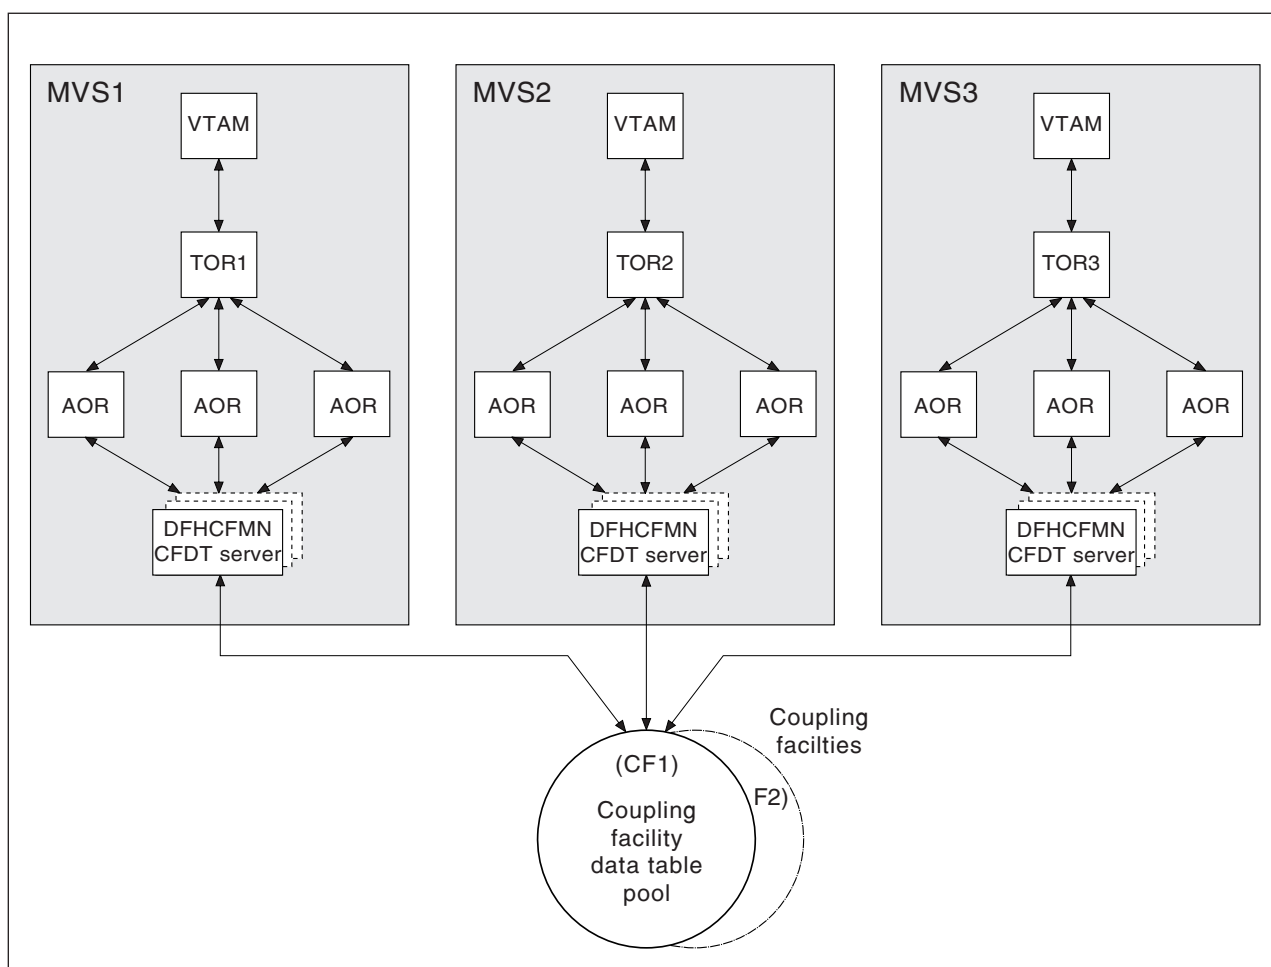 MVS1
VTAM
TOR1
AOR
AOR
AOR
DFHCFMN
CFDT server
MVS2
VTAM
TOR2
AOR
AOR
AOR
DFHCFMN
CFDT server
MVS3
VTAM
TOR3
AOR
AOR
AOR
DFHCFMN
CFDT server
Coupling
facilties
(CF1)
F2)
Coupling
facility
data table
pool